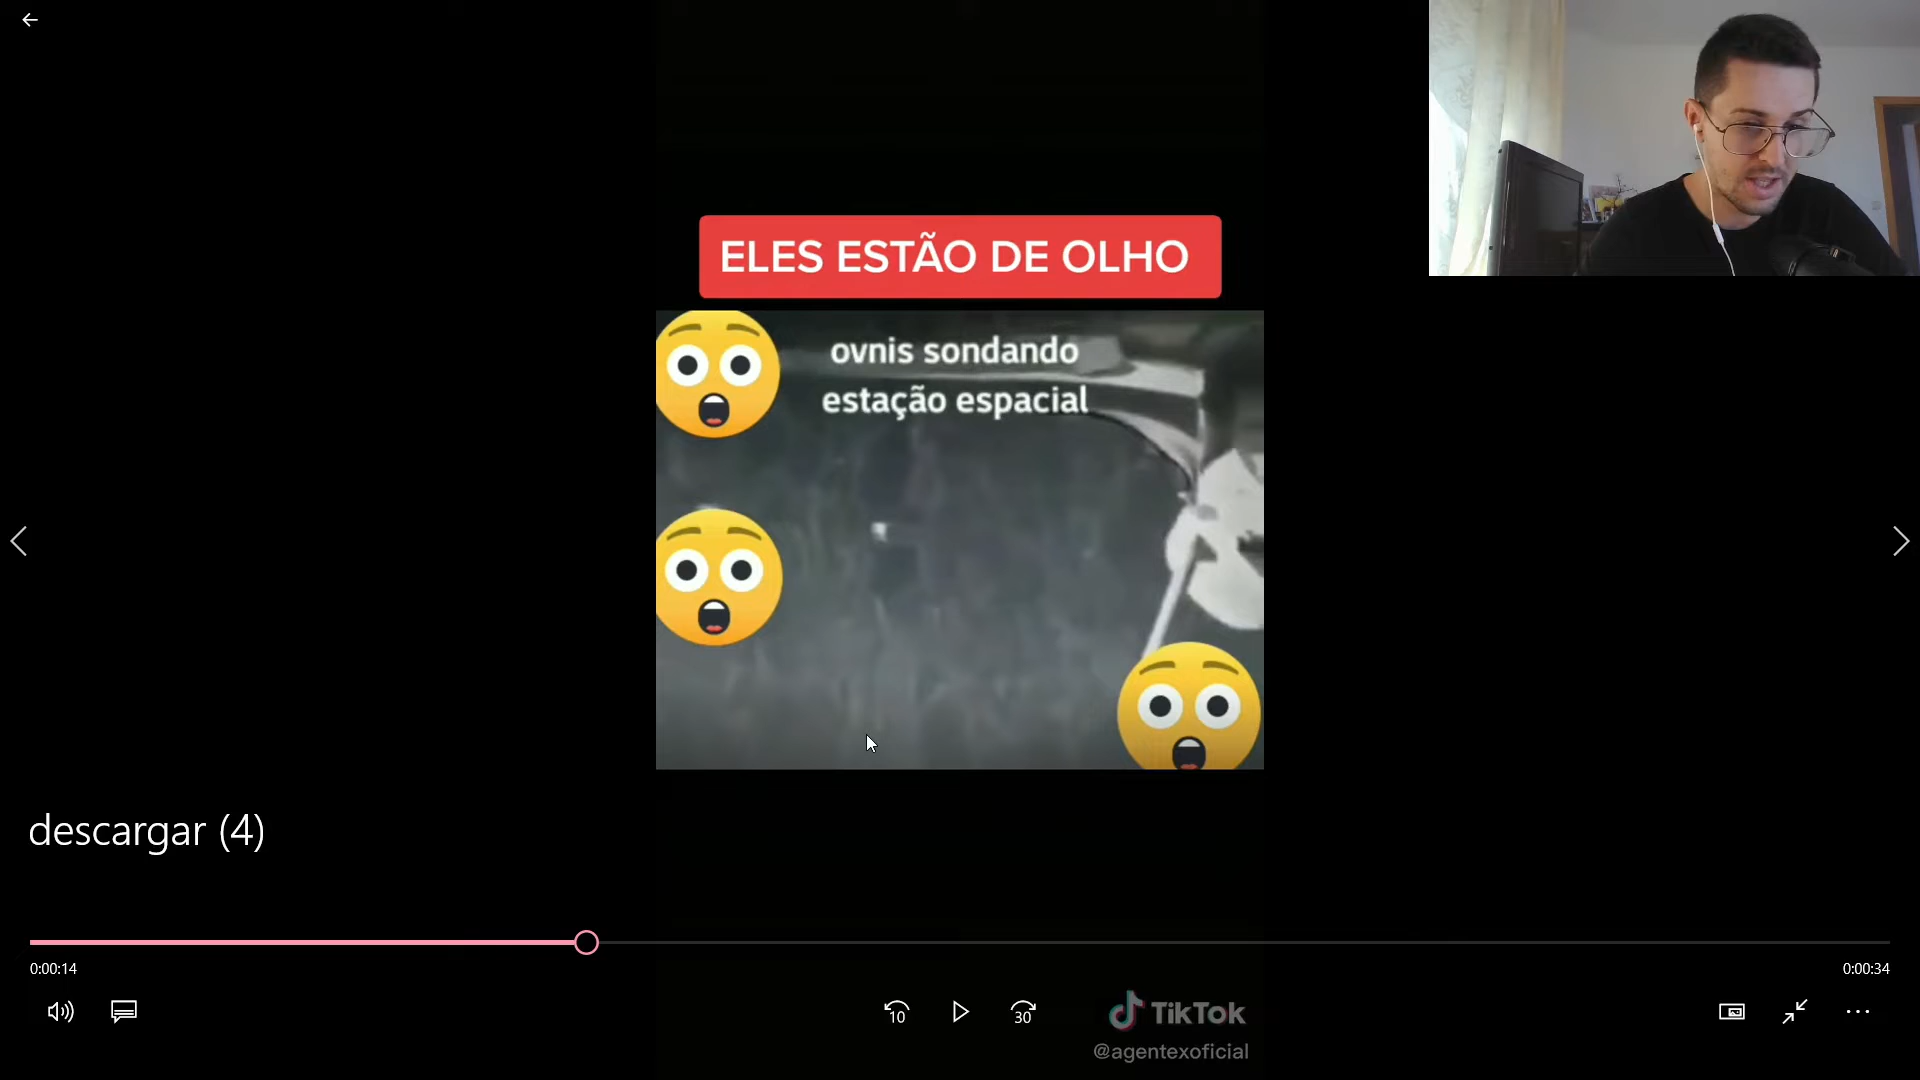 ELES ESTÃO DE OLHO
ovnis sondando
estação espacial
descargar (4)
0:00:14
0:00:34
10
30
TikTok
@agentexoficial